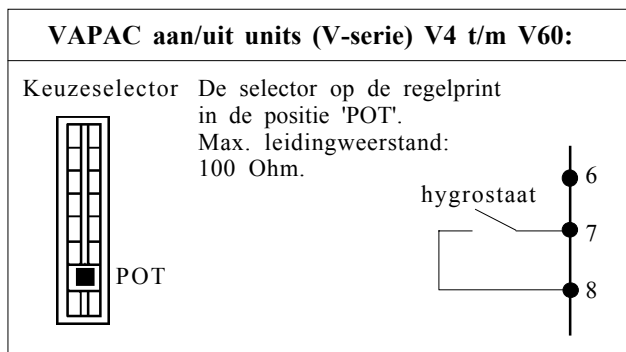 VAPAC aan/uit units (V-serie) V4 t/m V60:
Keuzeselector
De selector op de regelprint
in de positie 'POT'.
Max. leidingweerstand:
100 Ohm.
POT
hygrostaat
6
7
8